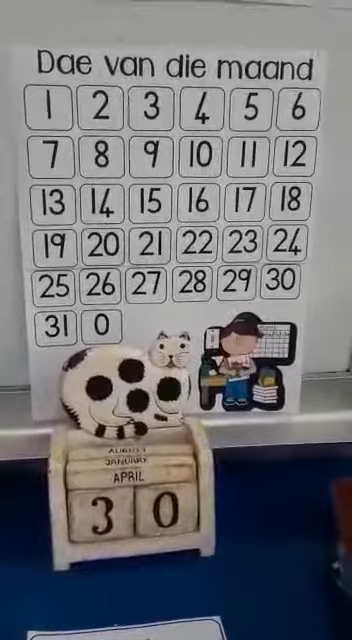 Dae van die maand
1 2 3 4 5 6
7 8 9 10 11 12
13 14 15 16 17 18
19 20 21 22 23 24
25 26 27 28 29 30
31 0
AUGUST
JANUARY
APRIL
3 0